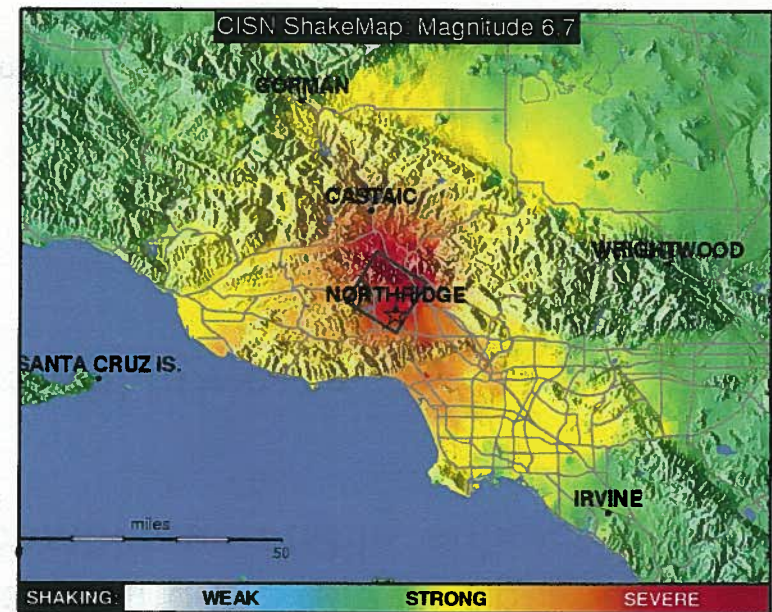 CISN ShakeMap: Magnitude 6.7
GORMAN
CASTAIC
WRIGHTWOOD
NORTHRIDGE
SANTA CRUZ IS.
IRVINE
miles
0 50
SHAKING: WEAK STRONG SEVERE